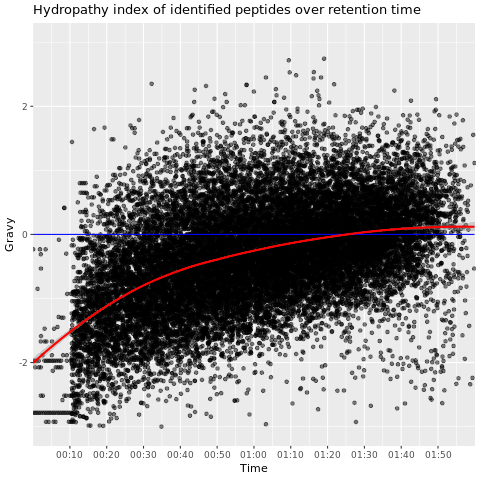 Hydropathy index of identified peptides over retention time
Gravy
2
0
-2
00:10 00:20 00:30 00:40 00:50 01:00 01:10 01:20 01:30 01:40 01:50
Time